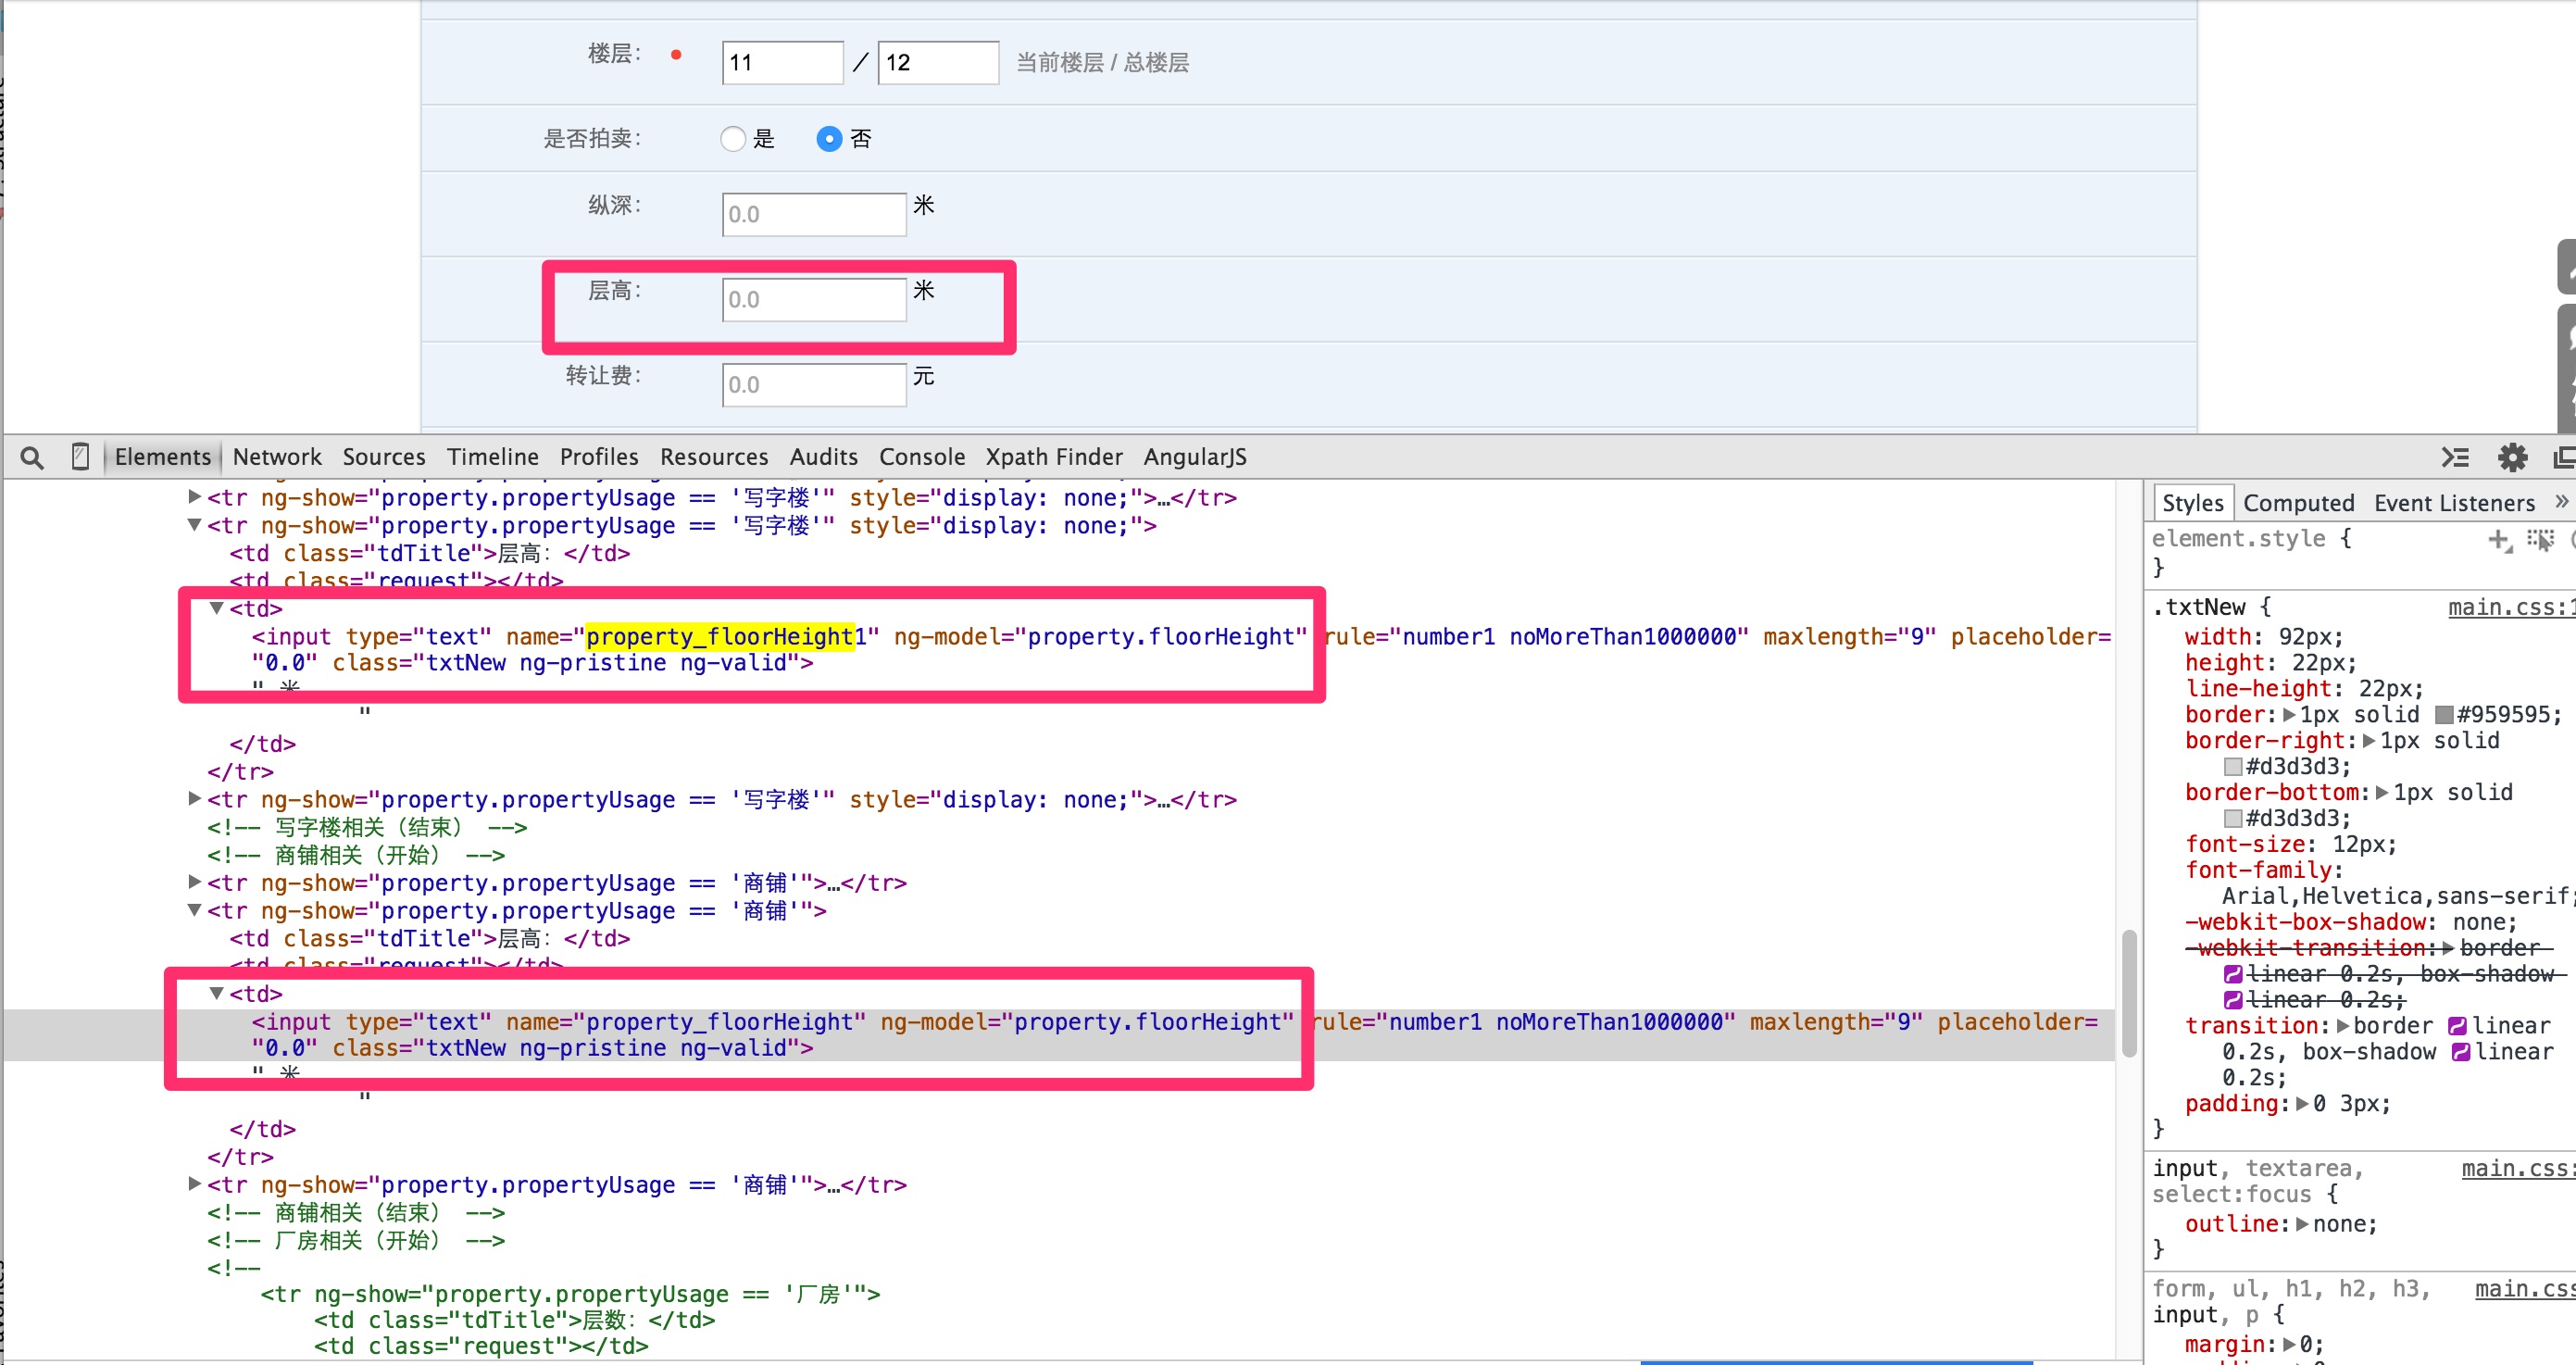 楼层： 11 / 12 当前楼层 / 总楼层
是否拍卖： 是 否
纵深： 0.0 米
层高： 0.0 米
转让费： 0.0 元
Elements Network Sources Timeline Profiles Resources Audits Console Xpath Finder AngularJS
<tr ng-show="property.propertyUsage == '写字楼'" style="display: none;">…</tr>
<tr ng-show="property.propertyUsage == '写字楼'" style="display: none;">
<td class="tdTitle">层高：</td>
<td class="request"></td>
<td>
<input type="text" name="property_floorHeight1" ng-model="property.floorHeight" rule="number1 noMoreThan1000000" maxlength="9" placeholder=
"0.0" class="txtNew ng-pristine ng-valid">
" 米
"
</td>
</tr>
<tr ng-show="property.propertyUsage == '写字楼'" style="display: none;">…</tr>
<!-- 写字楼相关（结束） -->
<!-- 商铺相关（开始） -->
<tr ng-show="property.propertyUsage == '商铺'">…</tr>
<tr ng-show="property.propertyUsage == '商铺'">
<td class="tdTitle">层高：</td>
<td class="request"></td>
<td>
<input type="text" name="property_floorHeight" ng-model="property.floorHeight" rule="number1 noMoreThan1000000" maxlength="9" placeholder=
"0.0" class="txtNew ng-pristine ng-valid">
" 米
"
</td>
</tr>
<tr ng-show="property.propertyUsage == '商铺'">…</tr>
<!-- 商铺相关（结束） -->
<!-- 厂房相关（开始） -->
<!--
<tr ng-show="property.propertyUsage == '厂房'">
<td class="tdTitle">层数：</td>
<td class="request"></td>
Styles Computed Event Listeners »
element.style {
}
.txtNew { main.css:1
width: 92px;
height: 22px;
line-height: 22px;
border: 1px solid #959595;
border-right: 1px solid
#d3d3d3;
border-bottom: 1px solid
#d3d3d3;
font-size: 12px;
font-family:
Arial,Helvetica,sans-serif;
-webkit-box-shadow: none;
-webkit-transition: border
linear 0.2s, box-shadow
linear 0.2s;
transition: border linear
0.2s, box-shadow linear
0.2s;
padding: 0 3px;
}
input, textarea, main.css:
select:focus {
outline: none;
}
form, ul, h1, h2, h3, main.css
input, p {
margin: 0;